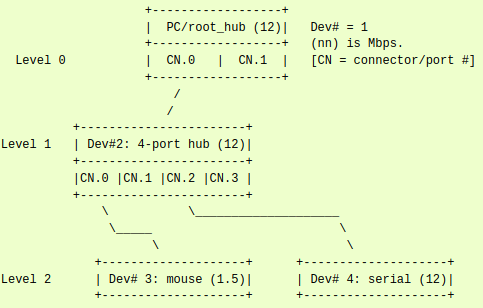 +-----------------+
|  PC/root_hub (12)|   Dev# = 1
+-----------------+   (nn) is Mbps.
Level 0   |  CN.0   |  CN.1  |   [CN = connector/port #]
+-----------------+
/
/
+-----------------------+
Level 1   | Dev#2: 4-port hub (12)|
+-----------------------+
|CN.0 |CN.1 |CN.2 |CN.3 |
+-----------------------+
\           \____________________
\_____                          \
\                          \
+--------------------+      +--------------------+
Level 2   | Dev# 3: mouse (1.5)|      | Dev# 4: serial (12)|
+--------------------+      +--------------------+